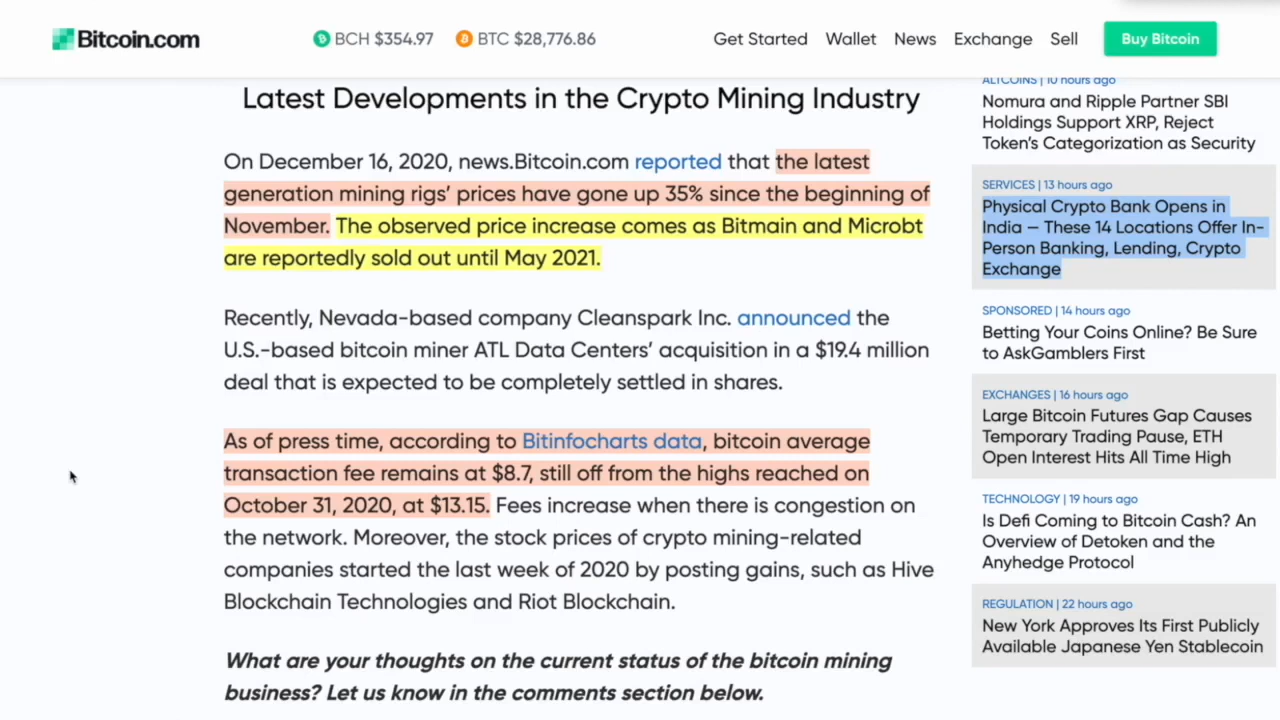 Bitcoin.com
BCH $354.97
BTC $28,776.86
Get Started
Wallet
News
Exchange
Sell
Buy Bitcoin
Latest Developments in the Crypto Mining Industry
On December 16, 2020, news.Bitcoin.com reported that the latest
generation mining rigs’ prices have gone up 35% since the beginning of
November. The observed price increase comes as Bitmain and Microbt
are reportedly sold out until May 2021.
Recently, Nevada-based company Cleanspark Inc. announced the
U.S.-based bitcoin miner ATL Data Centers’ acquisition in a $19.4 million
deal that is expected to be completely settled in shares.
As of press time, according to Bitinfocharts data, bitcoin average
transaction fee remains at $8.7, still off from the highs reached on
October 31, 2020, at $13.15. Fees increase when there is congestion on
the network. Moreover, the stock prices of crypto mining-related
companies started the last week of 2020 by posting gains, such as Hive
Blockchain Technologies and Riot Blockchain.
What are your thoughts on the current status of the bitcoin mining
business? Let us know in the comments section below.
ALTCOINS | 10 hours ago
Nomura and Ripple Partner SBI
Holdings Support XRP, Reject
Token’s Categorization as Security
SERVICES | 13 hours ago
Physical Crypto Bank Opens in
India — These 14 Locations Offer In-
Person Banking, Lending, Crypto
Exchange
SPONSORED | 14 hours ago
Betting Your Coins Online? Be Sure
to AskGamblers First
EXCHANGES | 16 hours ago
Large Bitcoin Futures Gap Causes
Temporary Trading Pause, ETH
Open Interest Hits All Time High
TECHNOLOGY | 19 hours ago
Is Defi Coming to Bitcoin Cash? An
Overview of Detoken and the
Anyhedge Protocol
REGULATION | 22 hours ago
New York Approves Its First Publicly
Available Japanese Yen Stablecoin